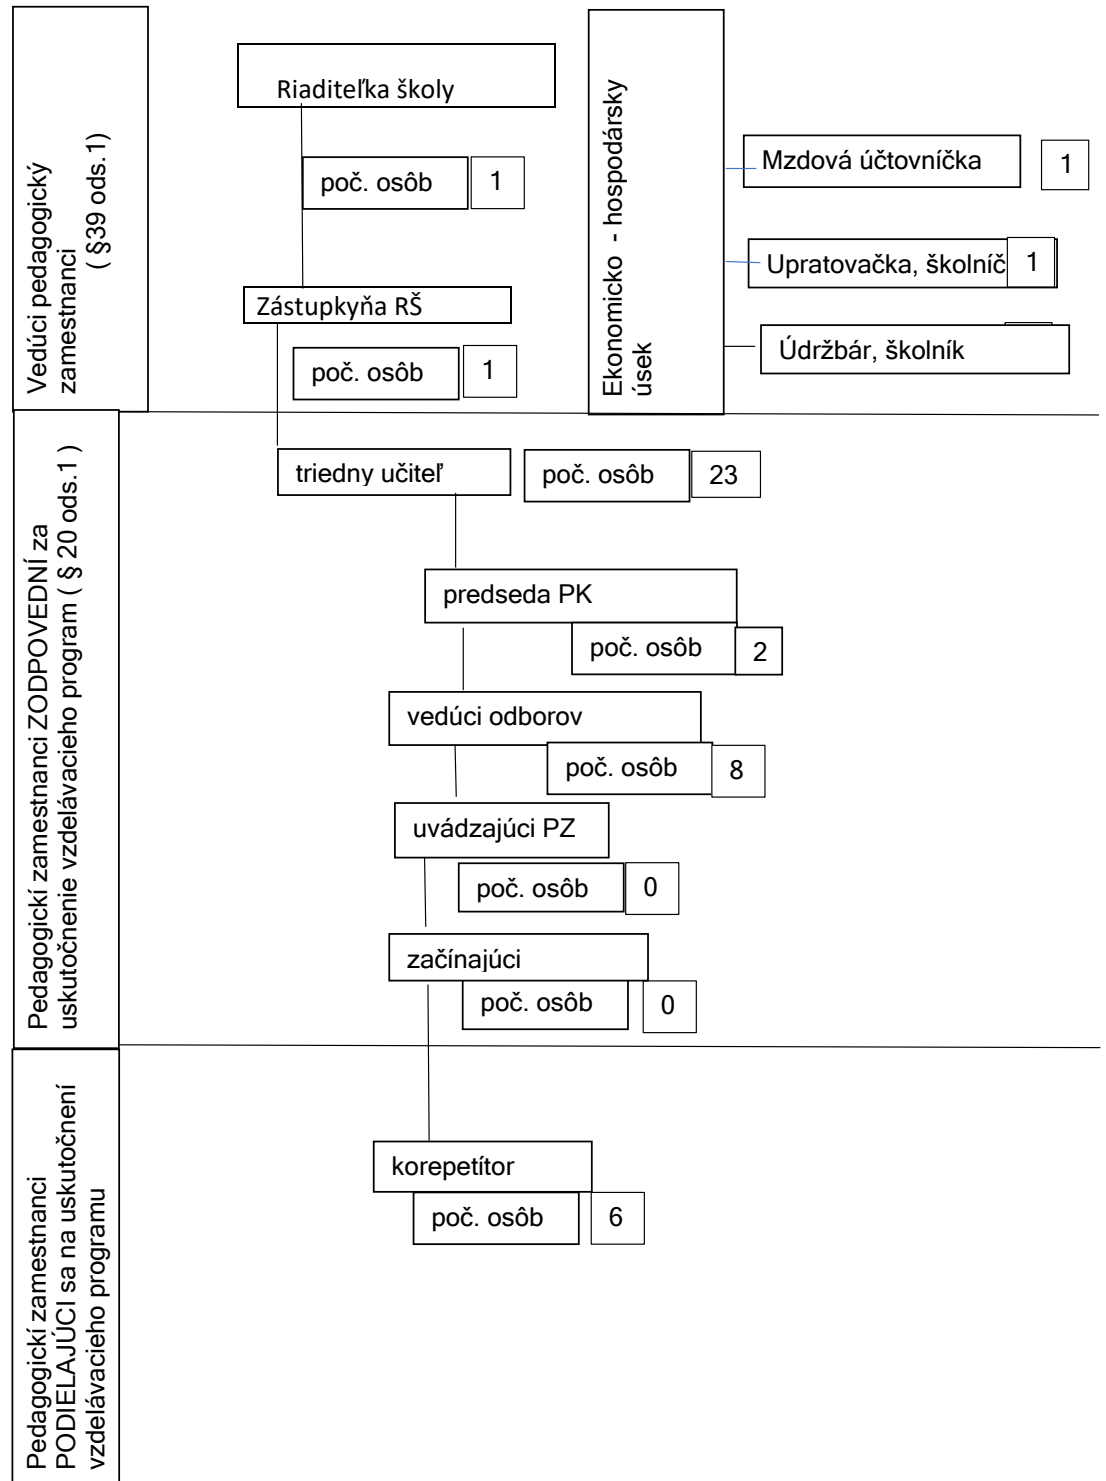 Vedúci pedagogický
zamestnanci
( §39 ods.1)
Riaditeľka školy
poč. osôb 1
Zástupkyňa RŠ
poč. osôb 1
Ekonomicko - hospodársky
úsek
Mzdová účtovníčka 1
Upratovačka, školníč 1
Údržbár, školník
Pedagogický zamestnanci ZODPOVEDNÍ za
uskutočnenie vzdelávacieho program ( § 20 ods.1 )
triedny učiteľ poč. osôb 23
predseda PK
poč. osôb 2
vedúci odborov
poč. osôb 8
uvádzajúci PZ
poč. osôb 0
začínajúci
poč. osôb 0
Pedagogickí zamestnanci
PODIELAJÚCI sa na uskutočnení
vzdelávacieho programu
korepetítor
poč. osôb 6